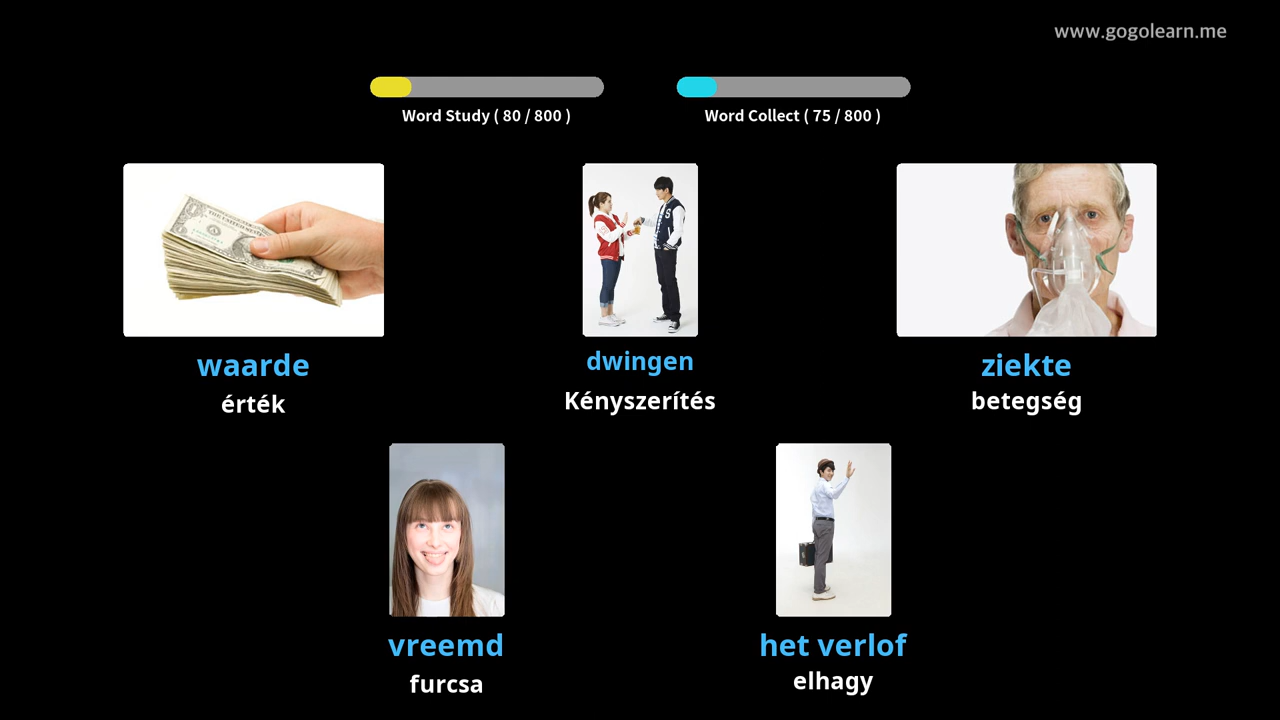 www.gogolearn.me
Word Study ( 80 / 800 )
Word Collect ( 75 / 800 )
waarde
érték
dwingen
Kényszerítés
ziekte
betegség
vreemd
furcsa
het verlof
elhagy